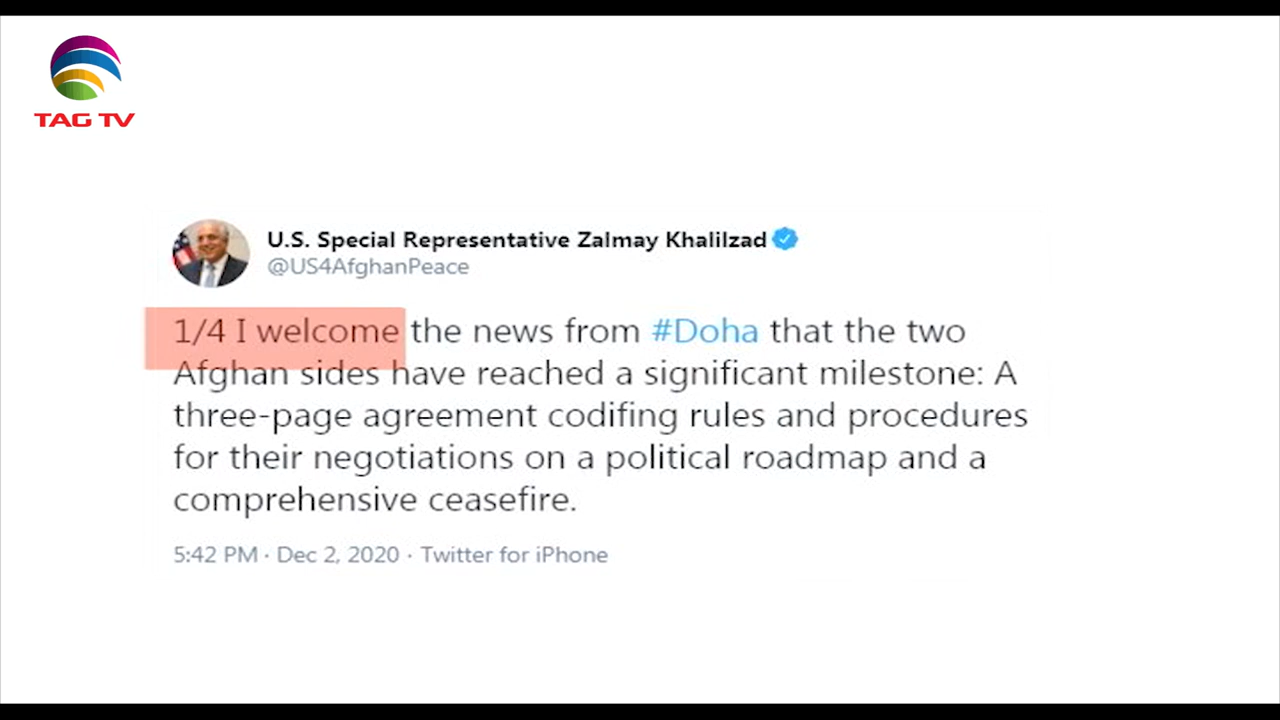 TAG TV
U.S. Special Representative Zalmay Khalilzad
@US4AfghanPeace
1/4 I welcome the news from #Doha that the two
Afghan sides have reached a significant milestone: A
three-page agreement codifing rules and procedures
for their negotiations on a political roadmap and a
comprehensive ceasefire.
5:42 PM · Dec 2, 2020 · Twitter for iPhone